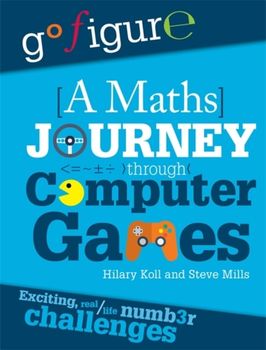 go figure
[A Maths]
JOURNEY
<=~±÷ )through(
Computer
Games
Hilary Koll and Steve Mills
Exciting, real/life numb3r
challenges